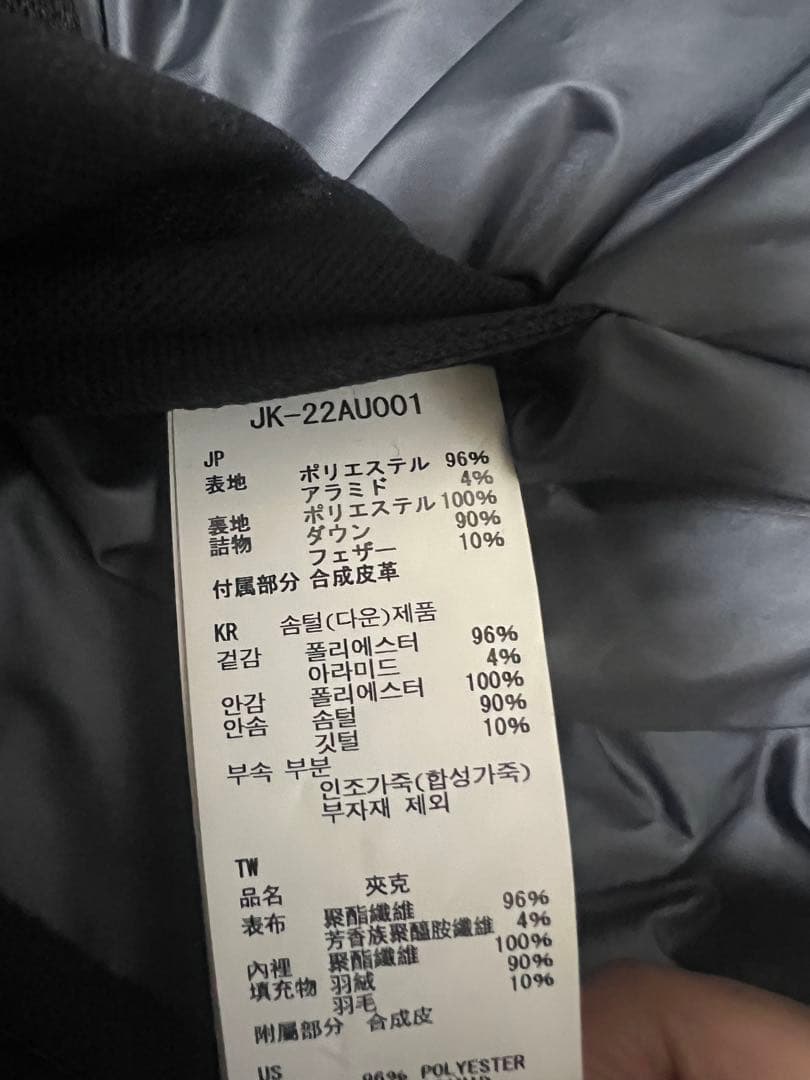 JK-22AU001
JP
表地 ポリエステル 96%
アラミド 4%
裏地 ポリエステル 100%
詰物 ダウン 90%
フェザー 10%
付属部分 合成皮革
KR 솜털(다운)제품
겉감 폴리에스터 96%
아라미드 4%
안감 폴리에스터 100%
안솜 솜털 90%
깃털 10%
부속 부분
인조가죽(합성가죽)
부자재 제외
TW
品名 夾克
表布 聚酯纖維 96%
芳香族聚醯胺纖維 4%
內裡 聚酯纖維 100%
填充物 羽絨 90%
羽毛 10%
附屬部分 合成皮
US 96% POLYESTER